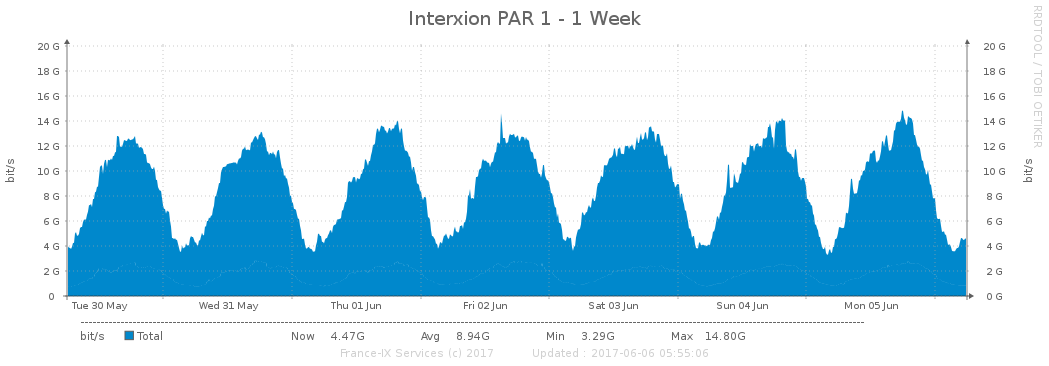 Interxion PAR 1 - 1 Week
RRDTOOL / TOBI OETIKER
20 G 20 G
18 G 18 G
16 G 16 G
14 G 14 G
12 G 12 G
10 G 10 G
8 G 8 G
6 G 6 G
4 G 4 G
2 G 2 G
0 0 G
bit/s bit/s
Tue 30 May Wed 31 May Thu 01 Jun Fri 02 Jun Sat 03 Jun Sun 04 Jun Mon 05 Jun
bit/s Total Now 4.47G Avg 8.94G Min 3.29G Max 14.80G
France-IX Services (c) 2017 Updated : 2017-06-06 05:55:06